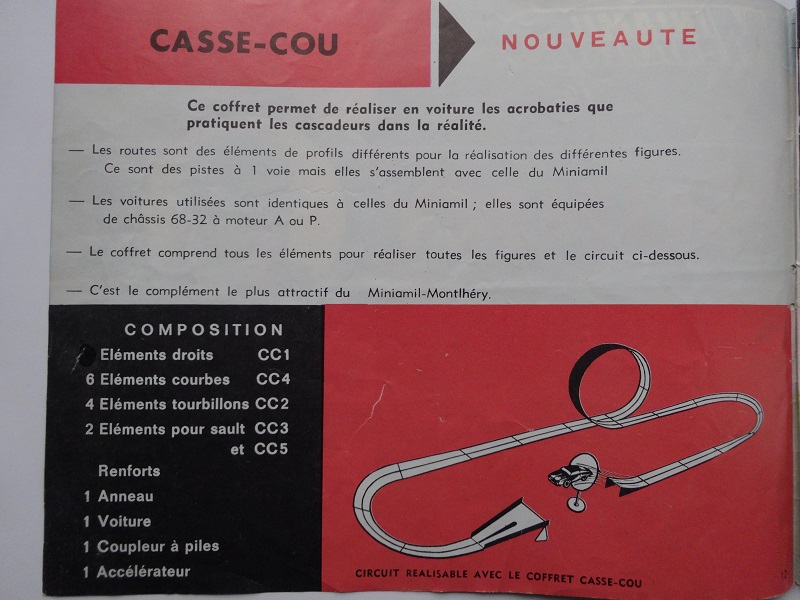 CASSE-COU
NOUVEAUTE
Ce coffret permet de réaliser en voiture les acrobaties que
pratiquent les cascadeurs dans la réalité.
— Les routes sont des éléments de profils différents pour la réalisation des différentes figures.
Ce sont des pistes à 1 voie mais elles s'assemblent avec celle du Miniamil
— Les voitures utilisées sont identiques à celles du Miniamil ; elles sont équipées
de châssis 68-32 à moteur A ou P.
— Le coffret comprend tous les éléments pour réaliser toutes les figures et le circuit ci-dessous.
— C'est le complément le plus attractif du Miniamil-Montlhéry.
COMPOSITION
Eléments droits CC1
6 Eléments courbes CC4
4 Eléments tourbillons CC2
2 Eléments pour sault CC3
et CC5
Renforts
1 Anneau
1 Voiture
1 Coupleur à piles
1 Accélérateur
CIRCUIT REALISABLE AVEC LE COFFRET CASSE-COU